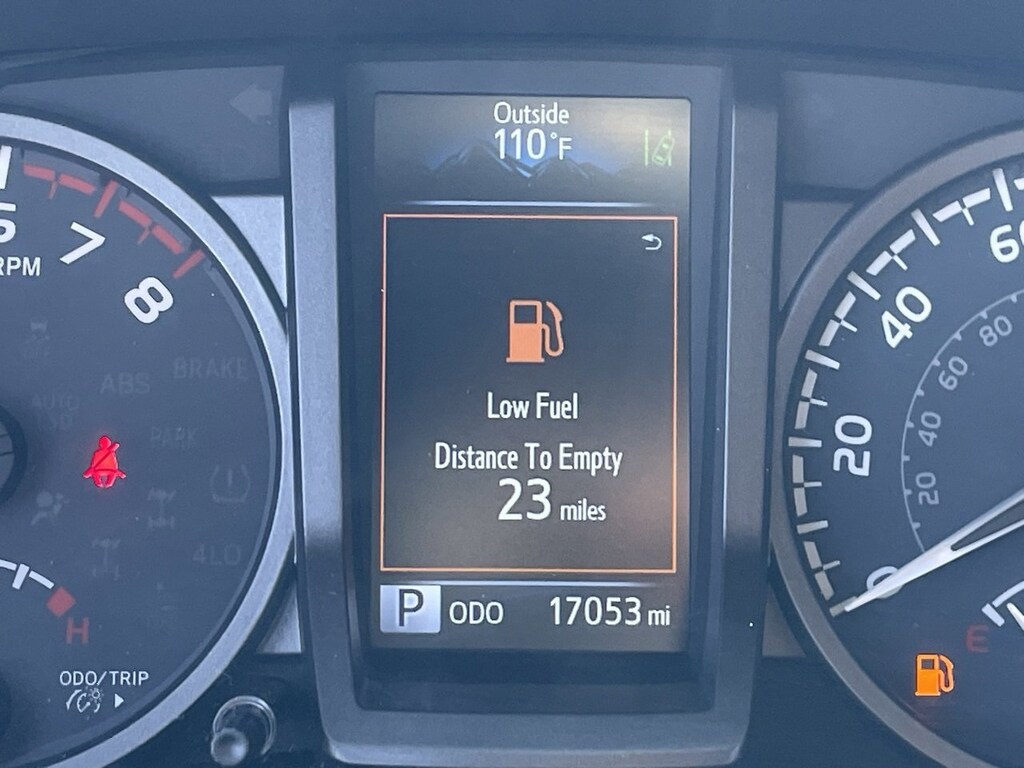 Outside
110°F
Low Fuel
Distance To Empty
23 miles
P ODO 17053 mi
7
8
RPM
ABS
BRAKE
PARK
4LO
H
ODO/TRIP
0
20
40
20
40
60
80
E